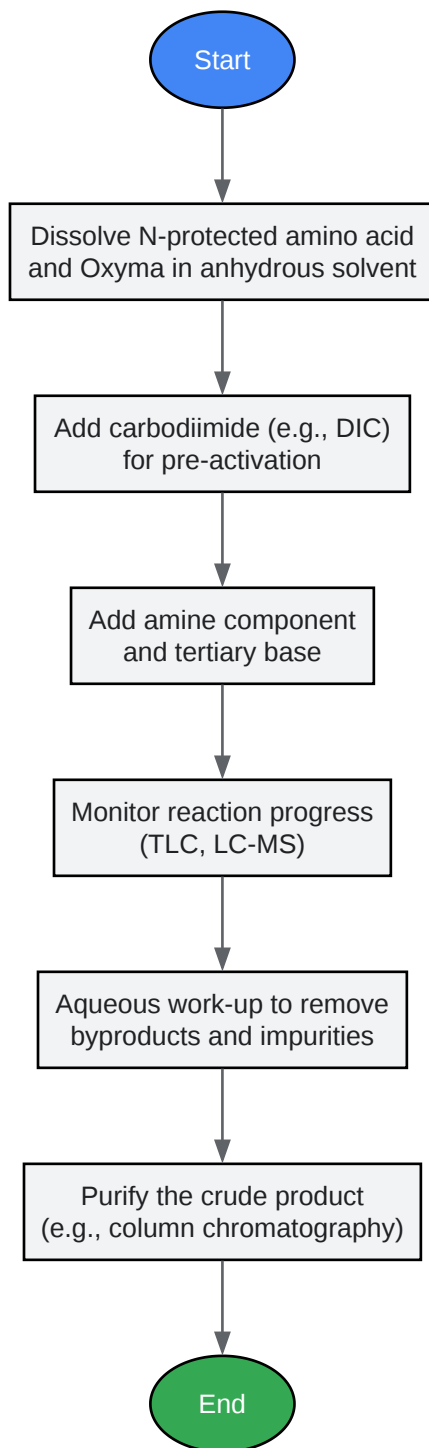 Start
Dissolve N-protected amino acid
and Oxyma in anhydrous solvent
Add carbodiimide (e.g., DIC)
for pre-activation
Add amine component
and tertiary base
Monitor reaction progress
(TLC, LC-MS)
Aqueous work-up to remove
byproducts and impurities
Purify the crude product
(e.g., column chromatography)
End